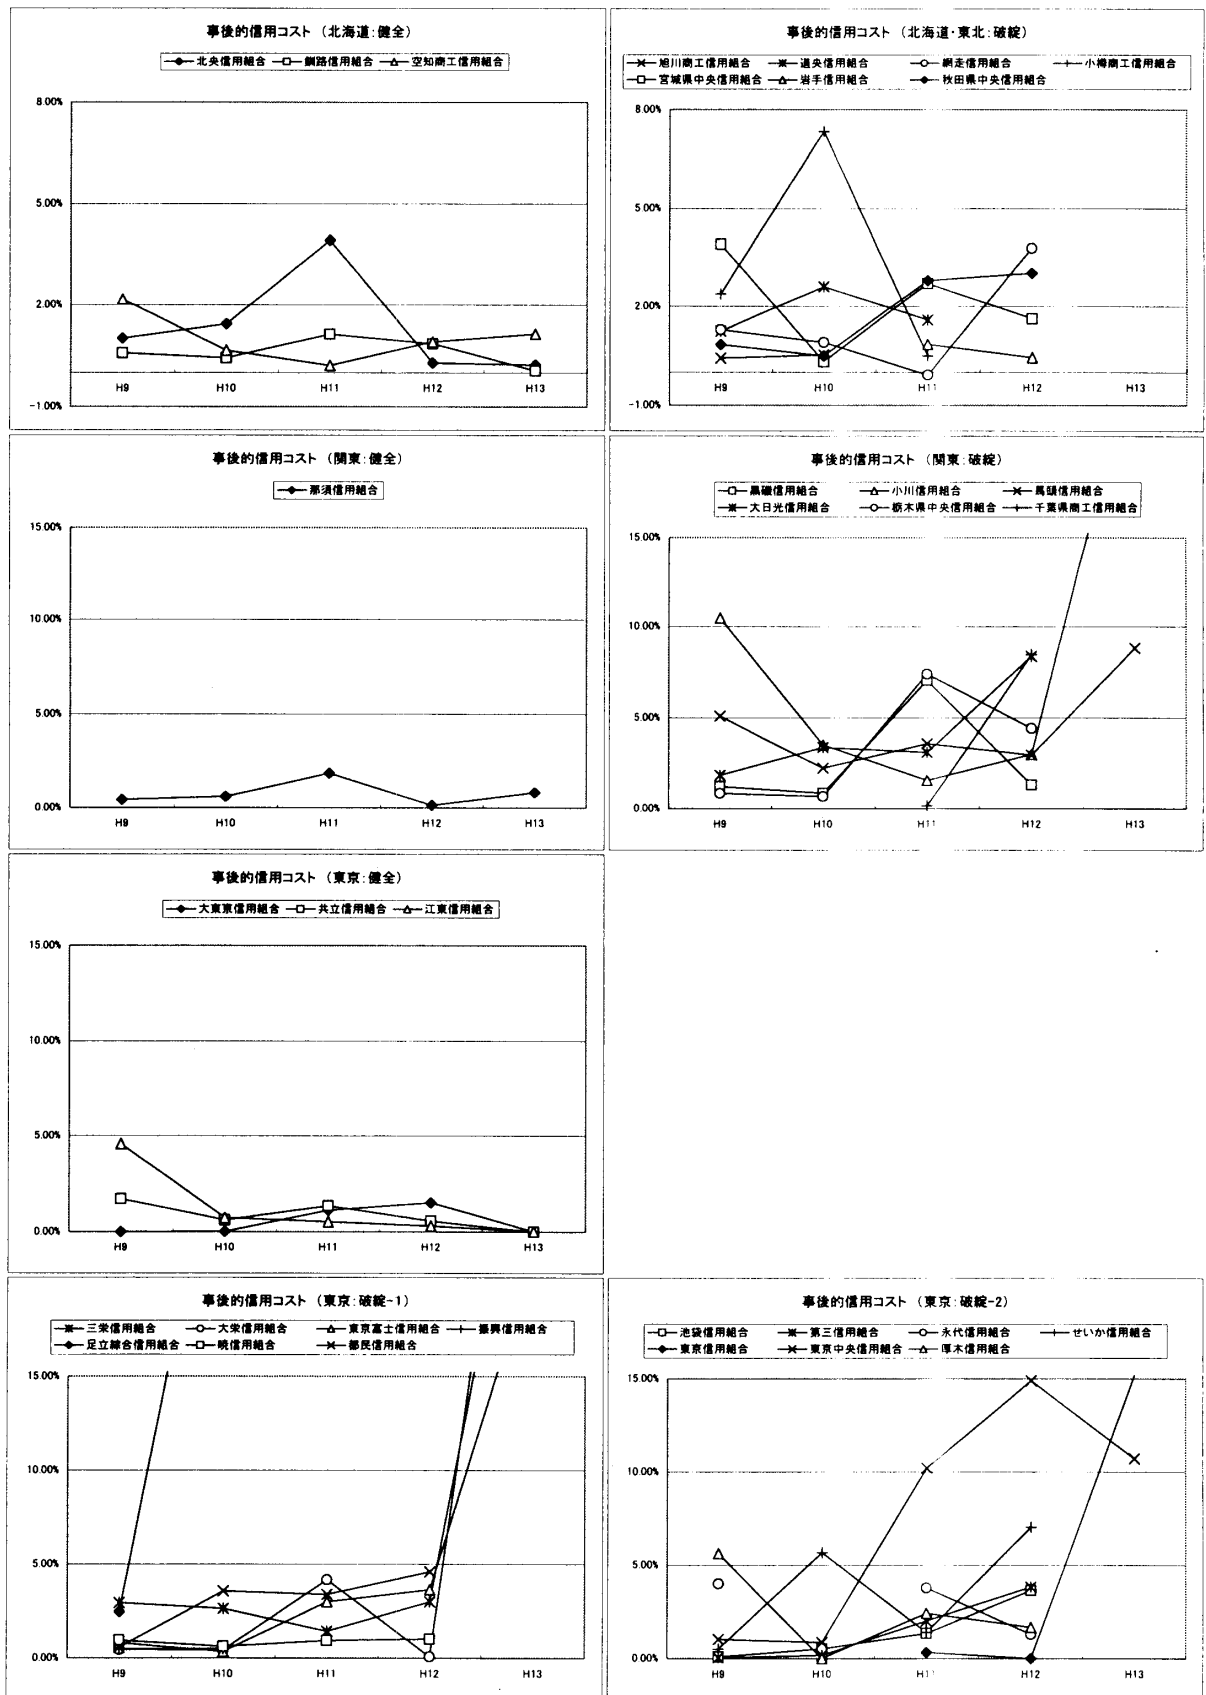 事後的信用コスト（北海道:健全）
北央信用組合 釧路信用組合 空知商工信用組合
8.00%
5.00%
2.00%
-1.00%
H9 H10 H11 H12 H13
事後的信用コスト（北海道・東北:破綻）
旭川商工信用組合 道央信用組合 網走信用組合 小樽商工信用組合
宮城県中央信用組合 岩手信用組合 秋田県中央信用組合
8.00%
5.00%
2.00%
-1.00%
H9 H10 H11 H12 H13
事後的信用コスト（関東:健全）
那須信用組合
15.00%
10.00%
5.00%
0.00%
H9 H10 H11 H12 H13
事後的信用コスト（関東:破綻）
黒磯信用組合 小川信用組合 馬頭信用組合
大日光信用組合 栃木県中央信用組合 千葉県商工信用組合
15.00%
10.00%
5.00%
0.00%
H9 H10 H11 H12 H13
事後的信用コスト（東京:健全）
大東京信用組合 共立信用組合 江東信用組合
15.00%
10.00%
5.00%
0.00%
H9 H10 H11 H12 H13
事後的信用コスト（東京:破綻-1）
三栄信用組合 大栄信用組合 東京富士信用組合 振興信用組合
足立綜合信用組合 暁信用組合 都民信用組合
15.00%
10.00%
5.00%
0.00%
H9 H10 H11 H12 H13
事後的信用コスト（東京:破綻-2）
池袋信用組合 第三信用組合 永代信用組合 せいか信用組合
東京信用組合 東京中央信用組合 厚木信用組合
15.00%
10.00%
5.00%
0.00%
H9 H10 H11 H12 H13